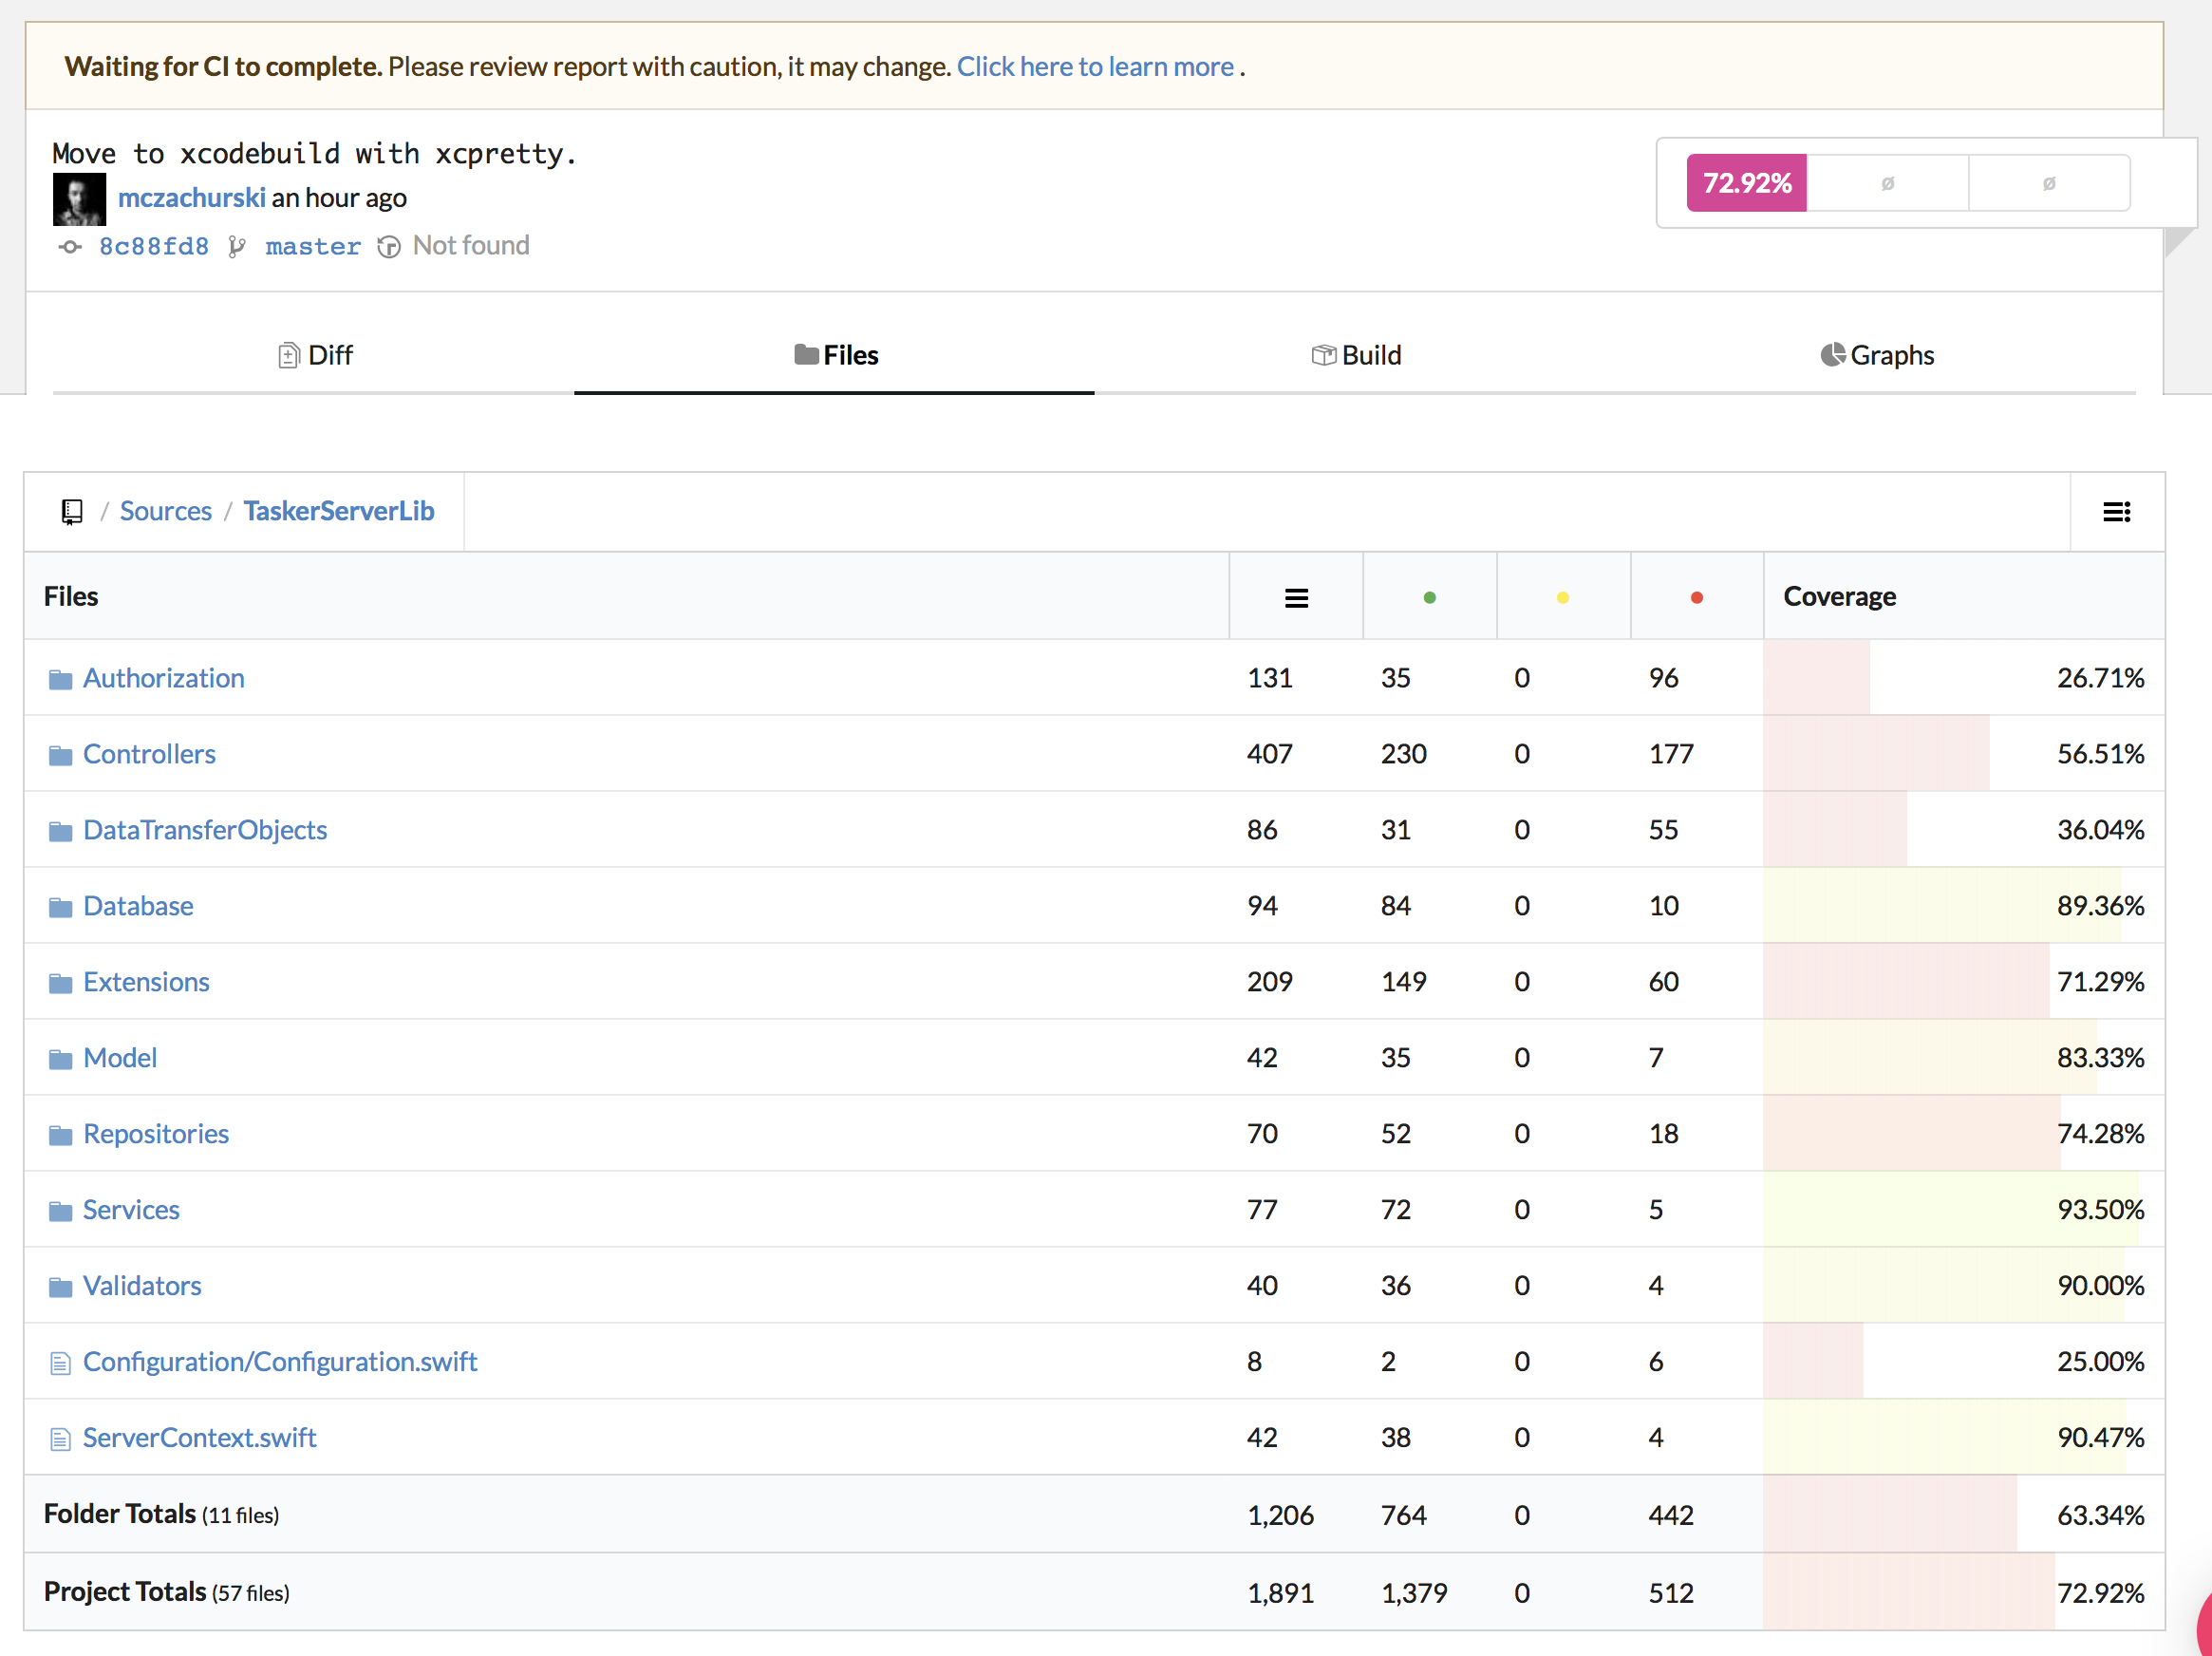 Waiting for CI to complete. Please review report with caution, it may change. Click here to learn more .
Move to xcodebuild with xcpretty.
mczachurski an hour ago
8c88fd8 master Not found
72.92% ø ø
Diff Files Build Graphs
/ Sources / TaskerServerLib
Files Coverage
Authorization 131 35 0 96 26.71%
Controllers 407 230 0 177 56.51%
DataTransferObjects 86 31 0 55 36.04%
Database 94 84 0 10 89.36%
Extensions 209 149 0 60 71.29%
Model 42 35 0 7 83.33%
Repositories 70 52 0 18 74.28%
Services 77 72 0 5 93.50%
Validators 40 36 0 4 90.00%
Configuration/Configuration.swift 8 2 0 6 25.00%
ServerContext.swift 42 38 0 4 90.47%
Folder Totals (11 files) 1,206 764 0 442 63.34%
Project Totals (57 files) 1,891 1,379 0 512 72.92%